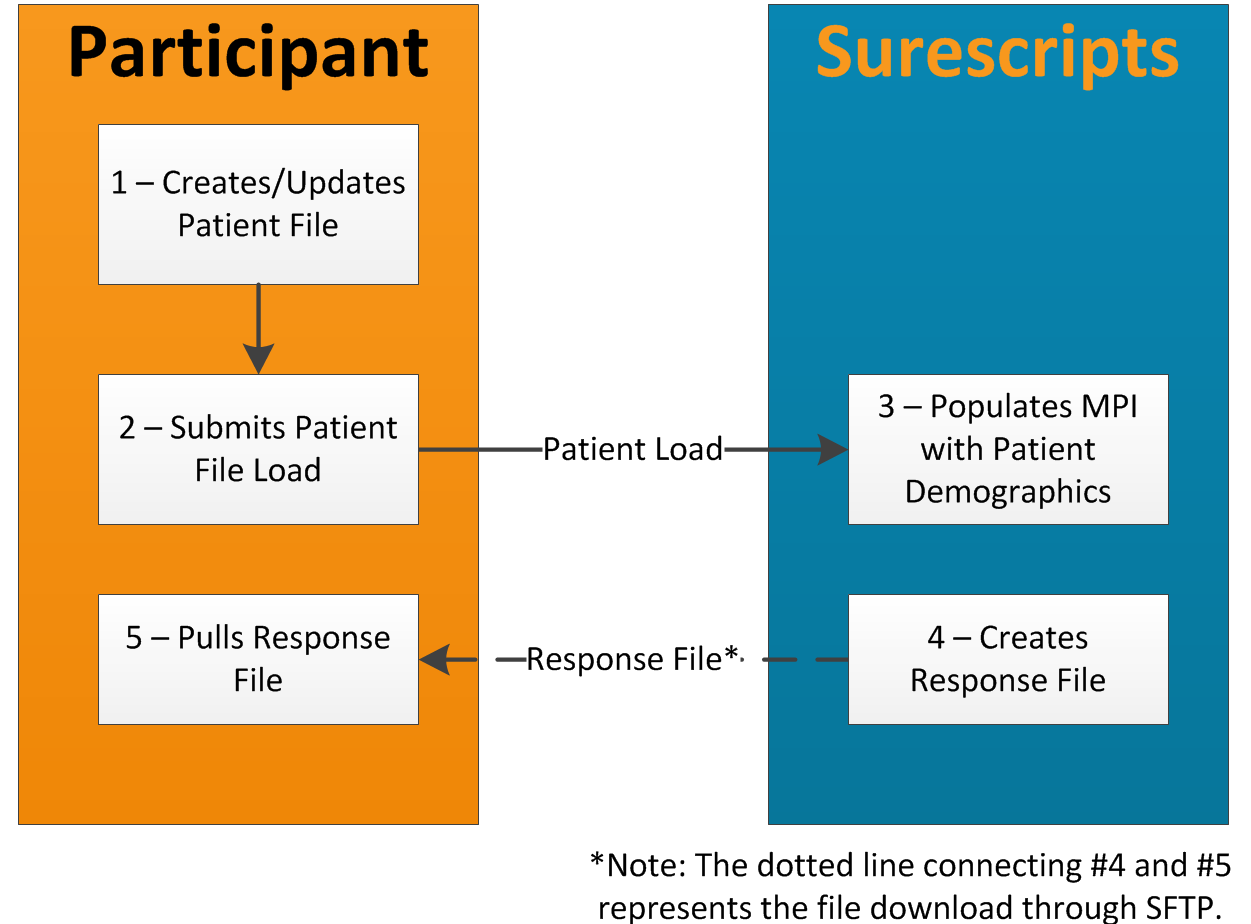 Participant
1 – Creates/Updates
Patient File
2 – Submits Patient
File Load
Patient Load
5 – Pulls Response
File
Response File*
Surescripts
3 – Populates MPI
with Patient
Demographics
4 – Creates
Response File
*Note: The dotted line connecting #4 and #5
represents the file download through SFTP.